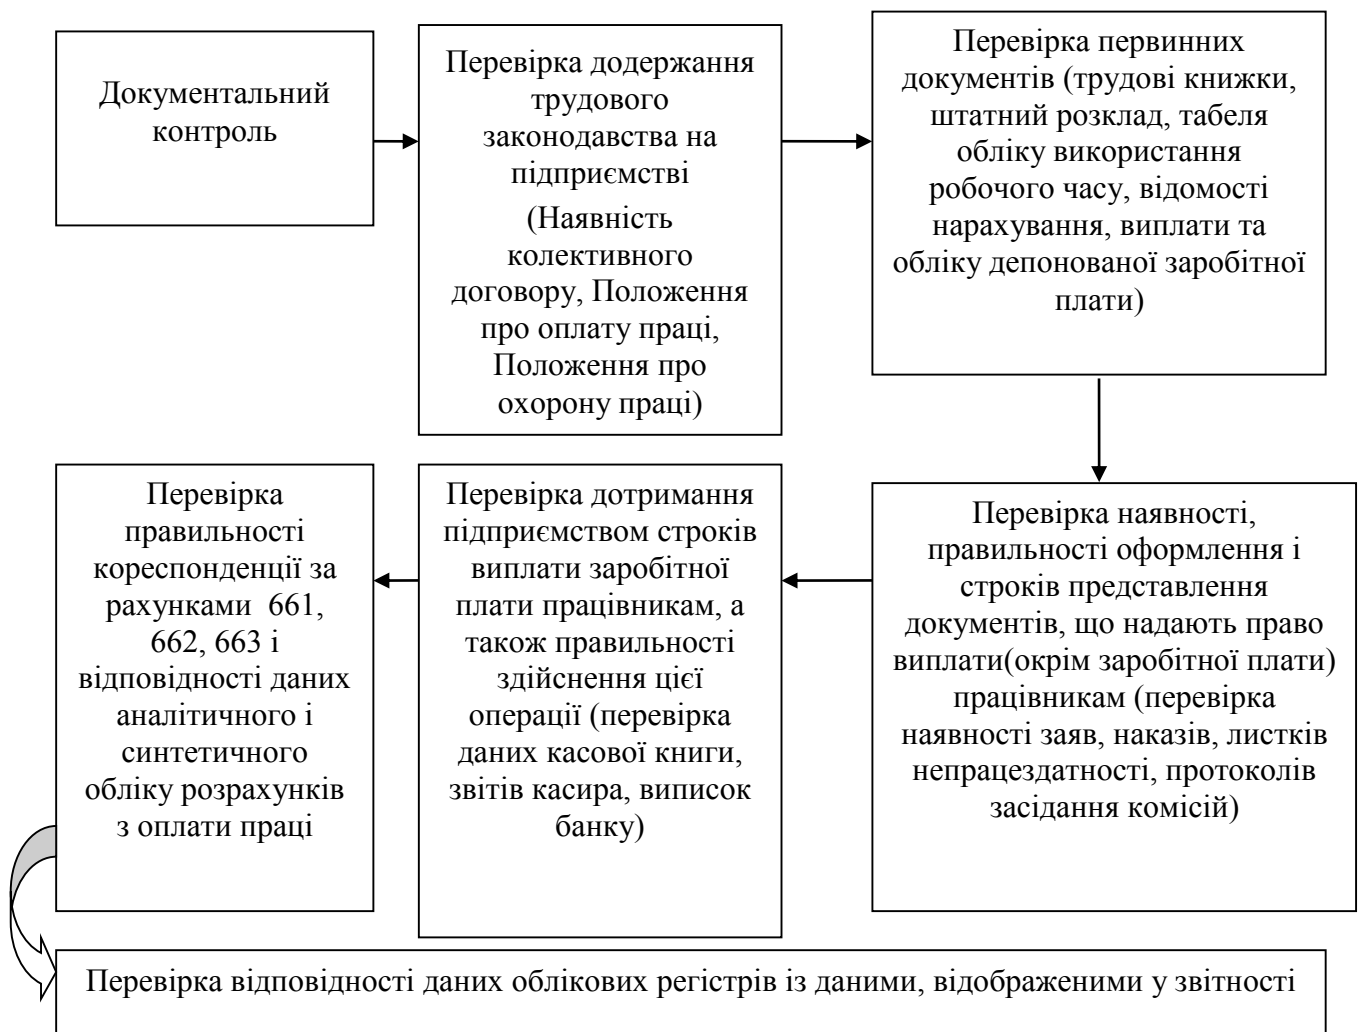 Документальний
контроль
Перевірка додержання
трудового
законодавства на
підприємстві
(Наявність
колективного
договору, Положення
про оплату праці,
Положення про
охорону праці)
Перевірка первинних
документів (трудові книжки,
штатний розклад, табеля
обліку використання
робочого часу, відомості
нарахування, виплати та
обліку депонованої заробітної
плати)
Перевірка наявності,
правильності оформлення і
строків представлення
документів, що надають право
виплати(окрім заробітної плати)
працівникам (перевірка
наявності заяв, наказів, листків
непрацездатності, протоколів
засідання комісій)
Перевірка дотримання
підприємством строків
виплати заробітної
плати працівникам, а
також правильності
здійснення цієї
операції (перевірка
даних касової книги,
звітів касира, виписок
банку)
Перевірка
правильності
кореспонденції за
рахунками 661,
662, 663 і
відповідності даних
аналітичного і
синтетичного
обліку розрахунків
з оплати праці
Перевірка відповідності даних облікових регістрів із даними, відображеними у звітності